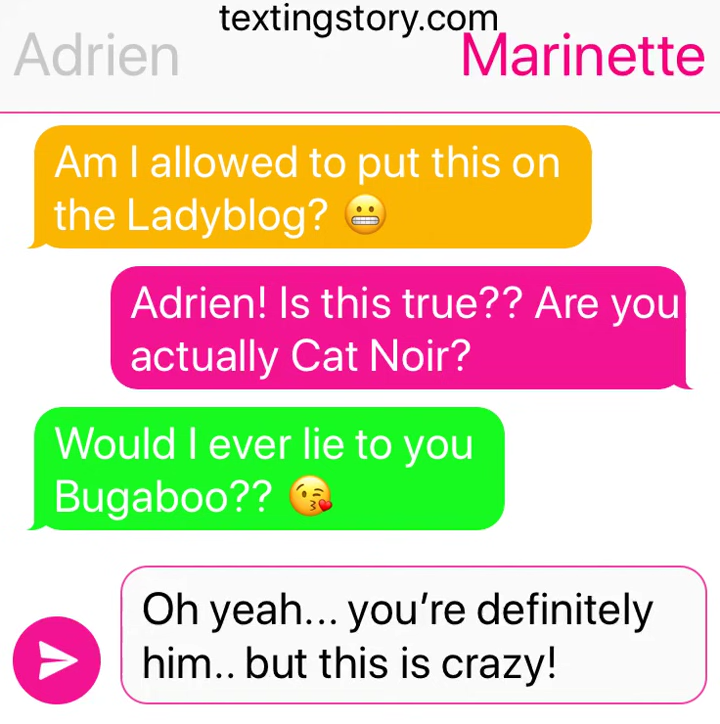 textingstory.com
Adrien
Marinette
Am I allowed to put this on
the Ladyblog? 😬
Adrien! Is this true?? Are you
actually Cat Noir?
Would I ever lie to you
Bugaboo?? 😘
Oh yeah... you’re definitely
him.. but this is crazy!